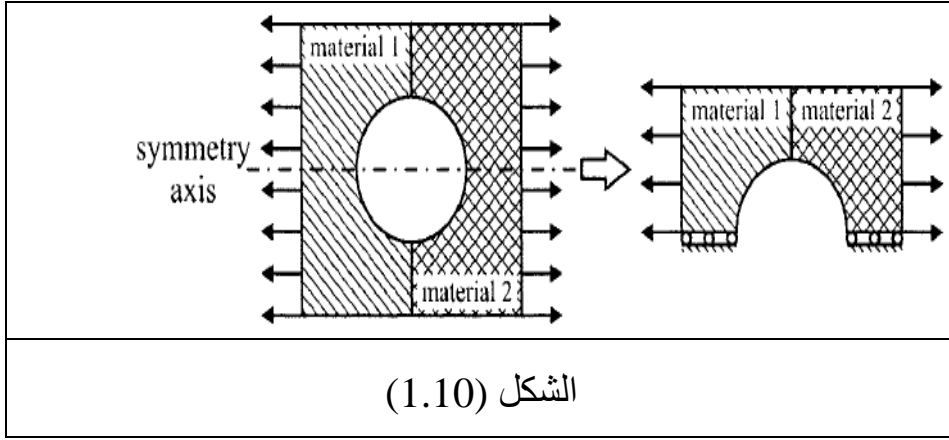 material 1
symmetry
axis
material 2
material 1
material 2
الشكل (1.10)